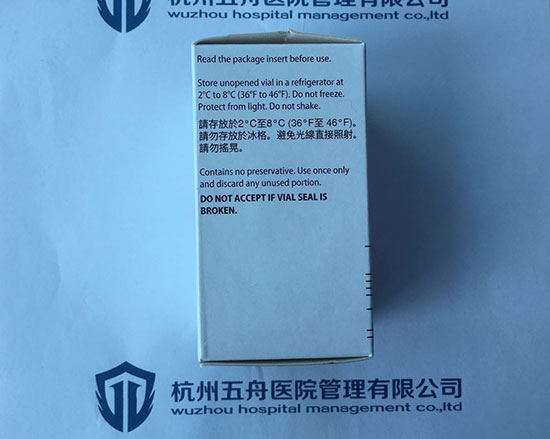 杭州五舟医院管理有限公司
wuzhou hospital management co.,ltd
Read the package insert before use.
Store unopened vial in a refrigerator at
2°C to 8°C (36°F to 46°F). Do not freeze.
Protect from light. Do not shake.
請存放於2°C至8°C (36°F至 46°F)。
請勿存放於冰格。避免光線直接照射。
請勿搖晃。
Contains no preservative. Use once only
and discard any unused portion.
DO NOT ACCEPT IF VIAL SEAL IS
BROKEN.
杭州五舟医院管理有限公司
wuzhou hospital management co.,ltd